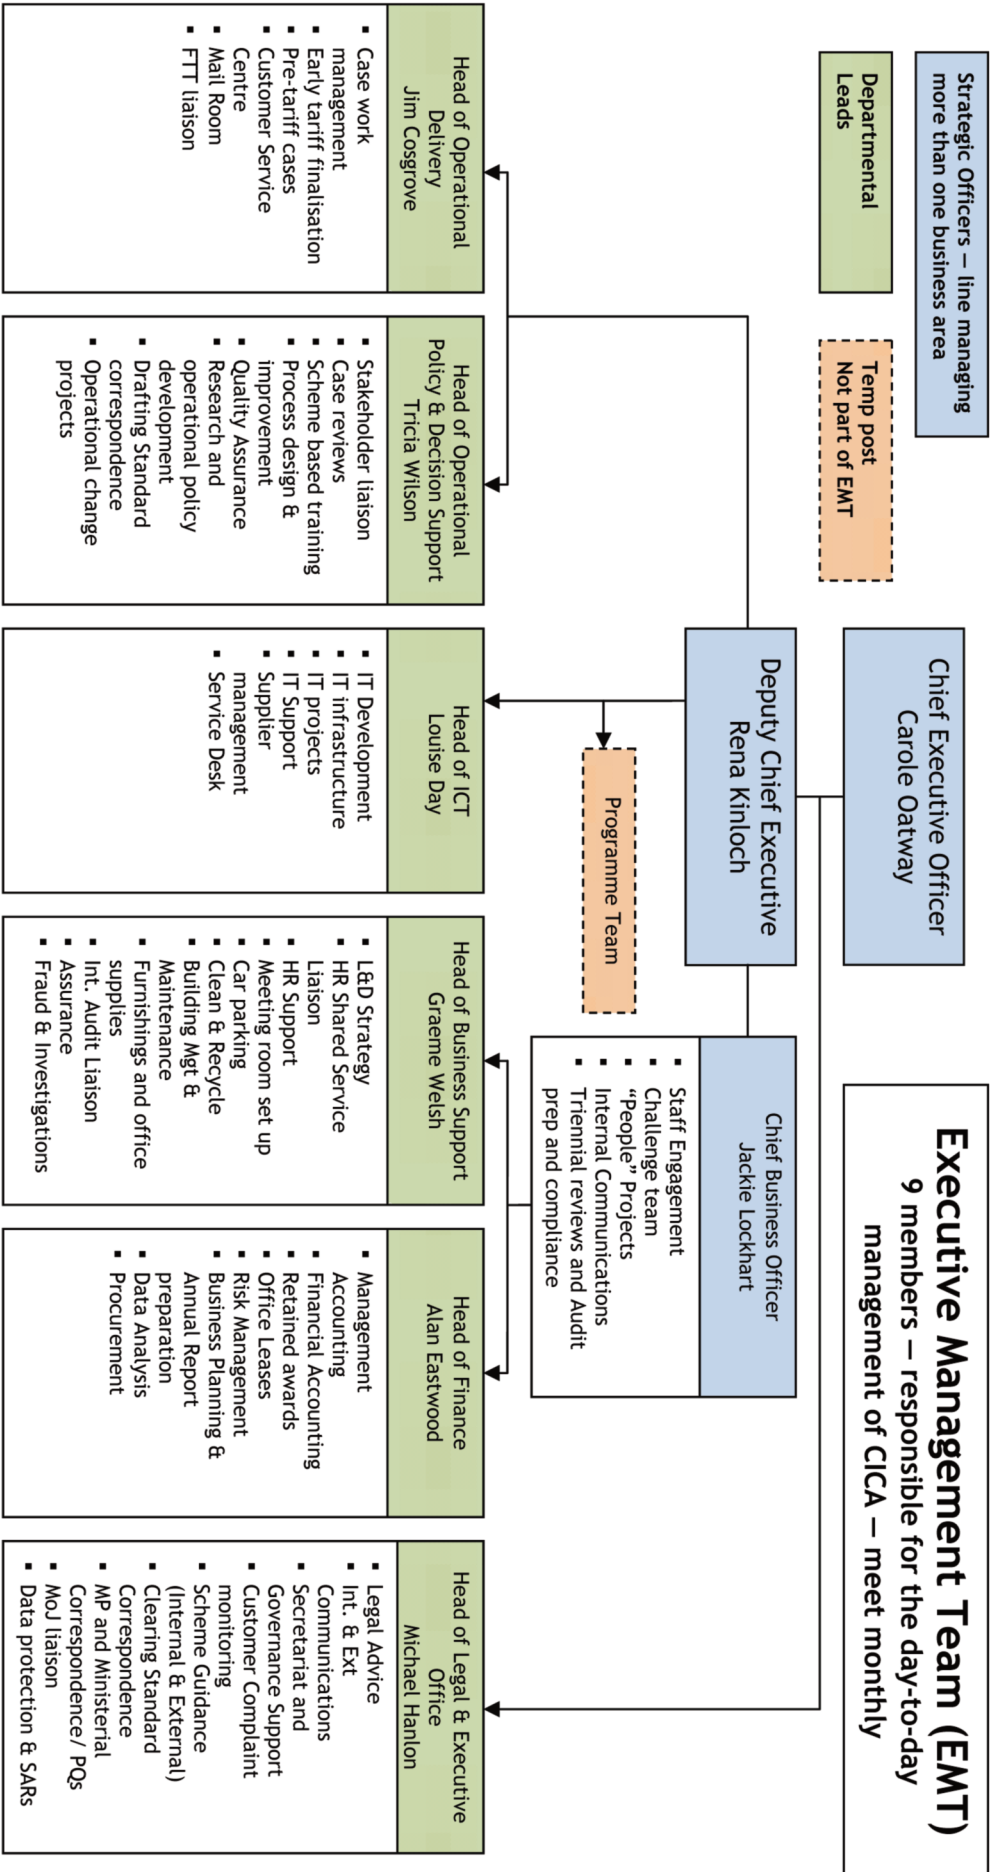 Strategic Officers – line managing
more than one business area
Departmental
Leads
Temp post
Not part of EMT
Executive Management Team (EMT)
9 members – responsible for the day-to-day
management of CICA – meet monthly
Chief Executive Officer
Carole Oatway
Deputy Chief Executive
Rena Kinloch
Chief Business Officer
Jackie Lockhart
▪ Staff Engagement
▪ Challenge team
▪ “People” Projects
▪ Internal Communications
▪ Triennial reviews and Audit
prep and compliance
Programme Team
Head of Operational
Delivery
Jim Cosgrove
▪ Case work
management
▪ Early tariff finalisation
▪ Pre-tariff cases
▪ Customer Service
Centre
▪ Mail Room
▪ FTT liaison
Head of Operational
Policy & Decision Support
Tricia Wilson
▪ Stakeholder liaison
▪ Case reviews
▪ Scheme based training
▪ Process design &
improvement
▪ Quality Assurance
▪ Research and
operational policy
development
▪ Drafting Standard
correspondence
▪ Operational change
projects
Head of ICT
Louise Day
▪ IT Development
▪ IT infrastructure
▪ IT projects
▪ IT Support
▪ Supplier
management
▪ Service Desk
Head of Business Support
Graeme Welsh
▪ L&D Strategy
▪ HR Shared Service
Liaison
▪ HR Support
▪ Meeting room set up
▪ Car parking
▪ Clean & Recycle
▪ Building Mgt &
Maintenance
▪ Furnishings and office
supplies
▪ Int. Audit Liaison
▪ Assurance
▪ Fraud & Investigations
Head of Finance
Alan Eastwood
▪ Management
Accounting
▪ Financial Accounting
▪ Retained awards
▪ Office Leases
▪ Risk Management
▪ Business Planning &
Annual Report
preparation
▪ Data Analysis
▪ Procurement
Head of Legal & Executive
Office
Michael Hanlon
▪ Legal Advice
▪ Int. & Ext
Communications
▪ Secretariat and
Governance Support
▪ Customer Complaint
monitoring
▪ Scheme Guidance
(Internal & External)
▪ Clearing Standard
Correspondence
▪ MP and Ministerial
Correspondence/ PQs
▪ MoJ liaison
▪ Data protection & SARs